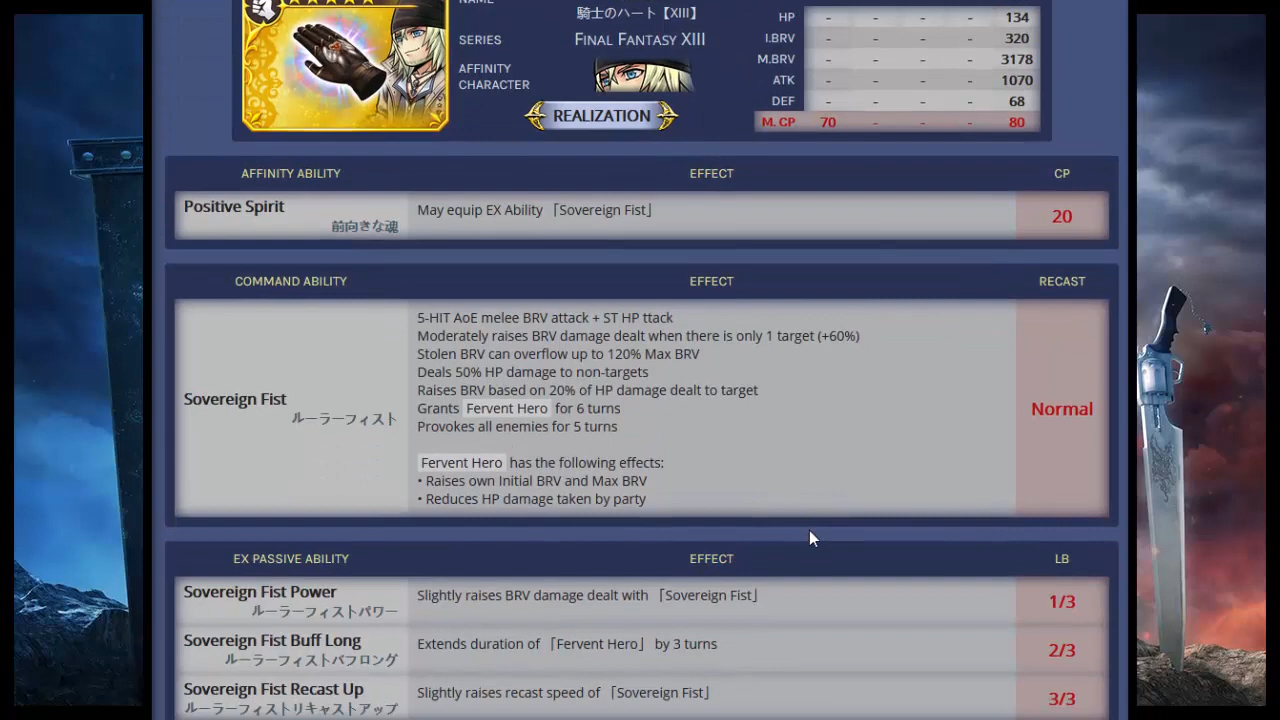 NAME
騎士のハート【XIII】
SERIES
FINAL FANTASY XIII
AFFINITY
CHARACTER
REALIZATION
HP - - - - 134
I.BRV - - - - 320
M.BRV - - - - 3178
ATK - - - - 1070
DEF - - - - 68
M. CP 70 - - - 80
AFFINITY ABILITY EFFECT CP
Positive Spirit
前向きな魂
May equip EX Ability 「Sovereign Fist」
20
COMMAND ABILITY EFFECT RECAST
Sovereign Fist
ルーラーフィスト
5-HIT AoE melee BRV attack + ST HP ttack
Moderately raises BRV damage dealt when there is only 1 target (+60%)
Stolen BRV can overflow up to 120% Max BRV
Deals 50% HP damage to non-targets
Raises BRV based on 20% of HP damage dealt to target
Grants Fervent Hero for 6 turns
Provokes all enemies for 5 turns
Fervent Hero has the following effects:
• Raises own Initial BRV and Max BRV
• Reduces HP damage taken by party
Normal
EX PASSIVE ABILITY EFFECT LB
Sovereign Fist Power
ルーラーフィストパワー
Slightly raises BRV damage dealt with 「Sovereign Fist」
1/3
Sovereign Fist Buff Long
ルーラーフィストバフロング
Extends duration of 「Fervent Hero」 by 3 turns
2/3
Sovereign Fist Recast Up
ルーラーフィストリキャストアップ
Slightly raises recast speed of 「Sovereign Fist」
3/3